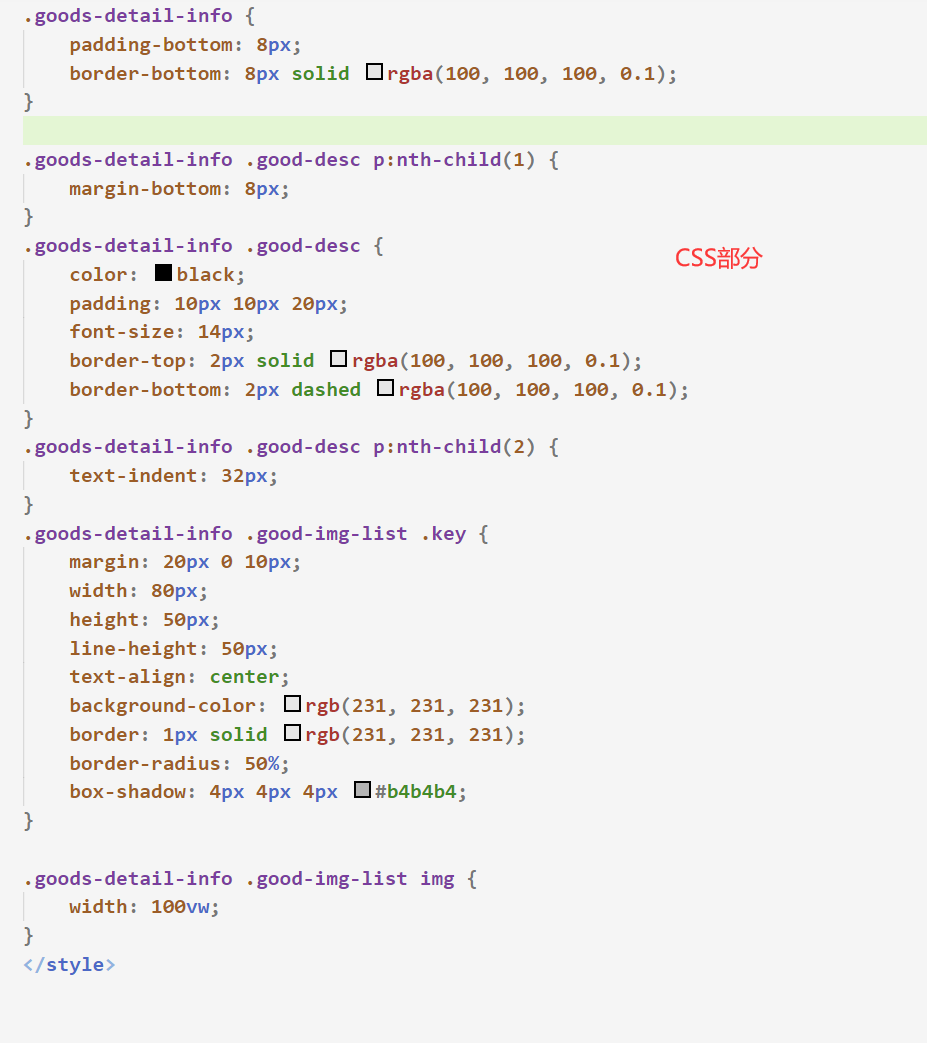 .goods-detail-info {
    padding-bottom: 8px;
    border-bottom: 8px solid rgba(100, 100, 100, 0.1);
}
.goods-detail-info .good-desc p:nth-child(1) {
    margin-bottom: 8px;
}
.goods-detail-info .good-desc {
CSS部分
    color: black;
    padding: 10px 10px 20px;
    font-size: 14px;
    border-top: 2px solid rgba(100, 100, 100, 0.1);
    border-bottom: 2px dashed rgba(100, 100, 100, 0.1);
}
.goods-detail-info .good-desc p:nth-child(2) {
    text-indent: 32px;
}
.goods-detail-info .good-img-list .key {
    margin: 20px 0 10px;
    width: 80px;
    height: 50px;
    line-height: 50px;
    text-align: center;
    background-color: rgb(231, 231, 231);
    border: 1px solid rgb(231, 231, 231);
    border-radius: 50%;
    box-shadow: 4px 4px 4px #b4b4b4;
}
.goods-detail-info .good-img-list img {
    width: 100vw;
}
</style>